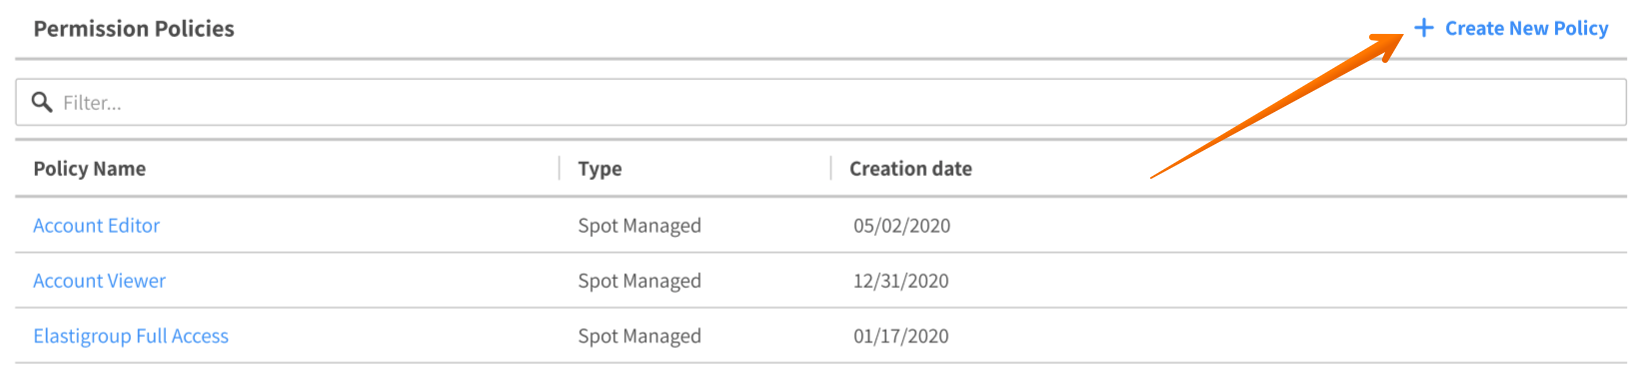 Permission Policies + Create New Policy
Filter...
Policy Name Type Creation date
Account Editor Spot Managed 05/02/2020
Account Viewer Spot Managed 12/31/2020
Elastigroup Full Access Spot Managed 01/17/2020